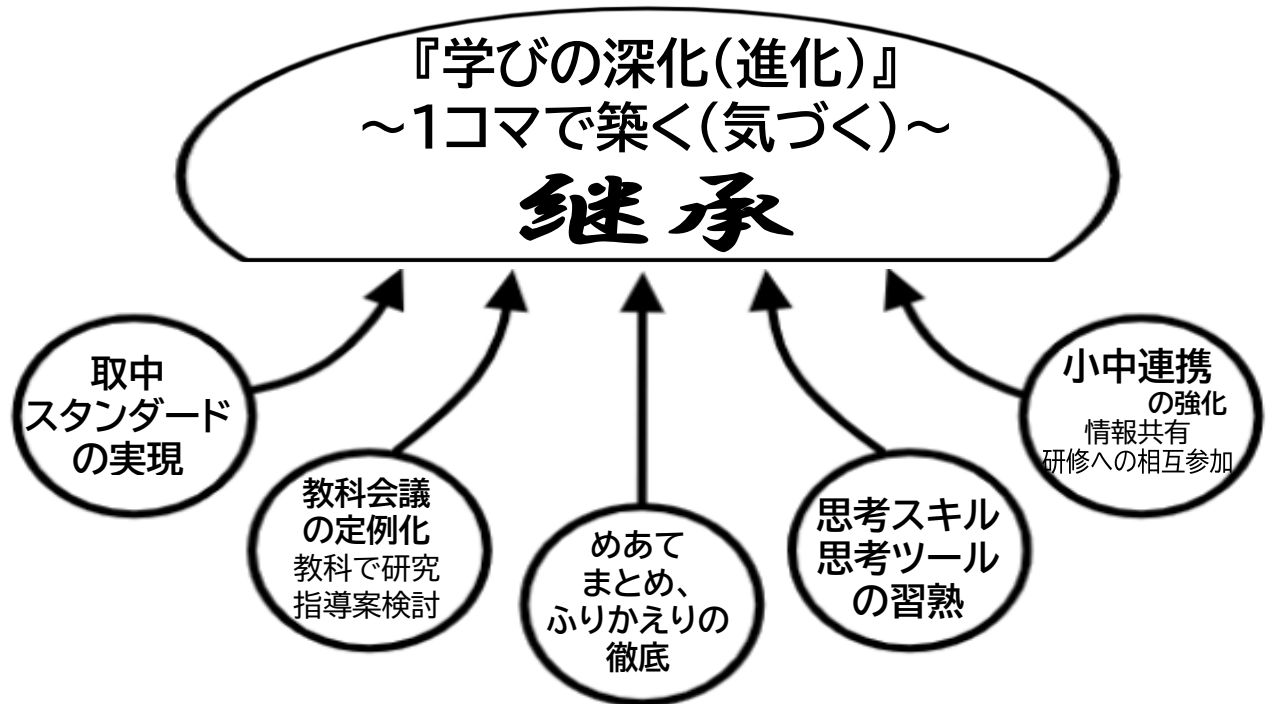 『学びの深化(進化)』
~1コマで築く(気づく)~
継承
取中
スタンダード
の実現
教科会議
の定例化
教科で研究
指導案検討
めあて
まとめ、
ふりかえりの
徹底
思考スキル
思考ツール
の習熟
小中連携
の強化
情報共有
研修への相互参加